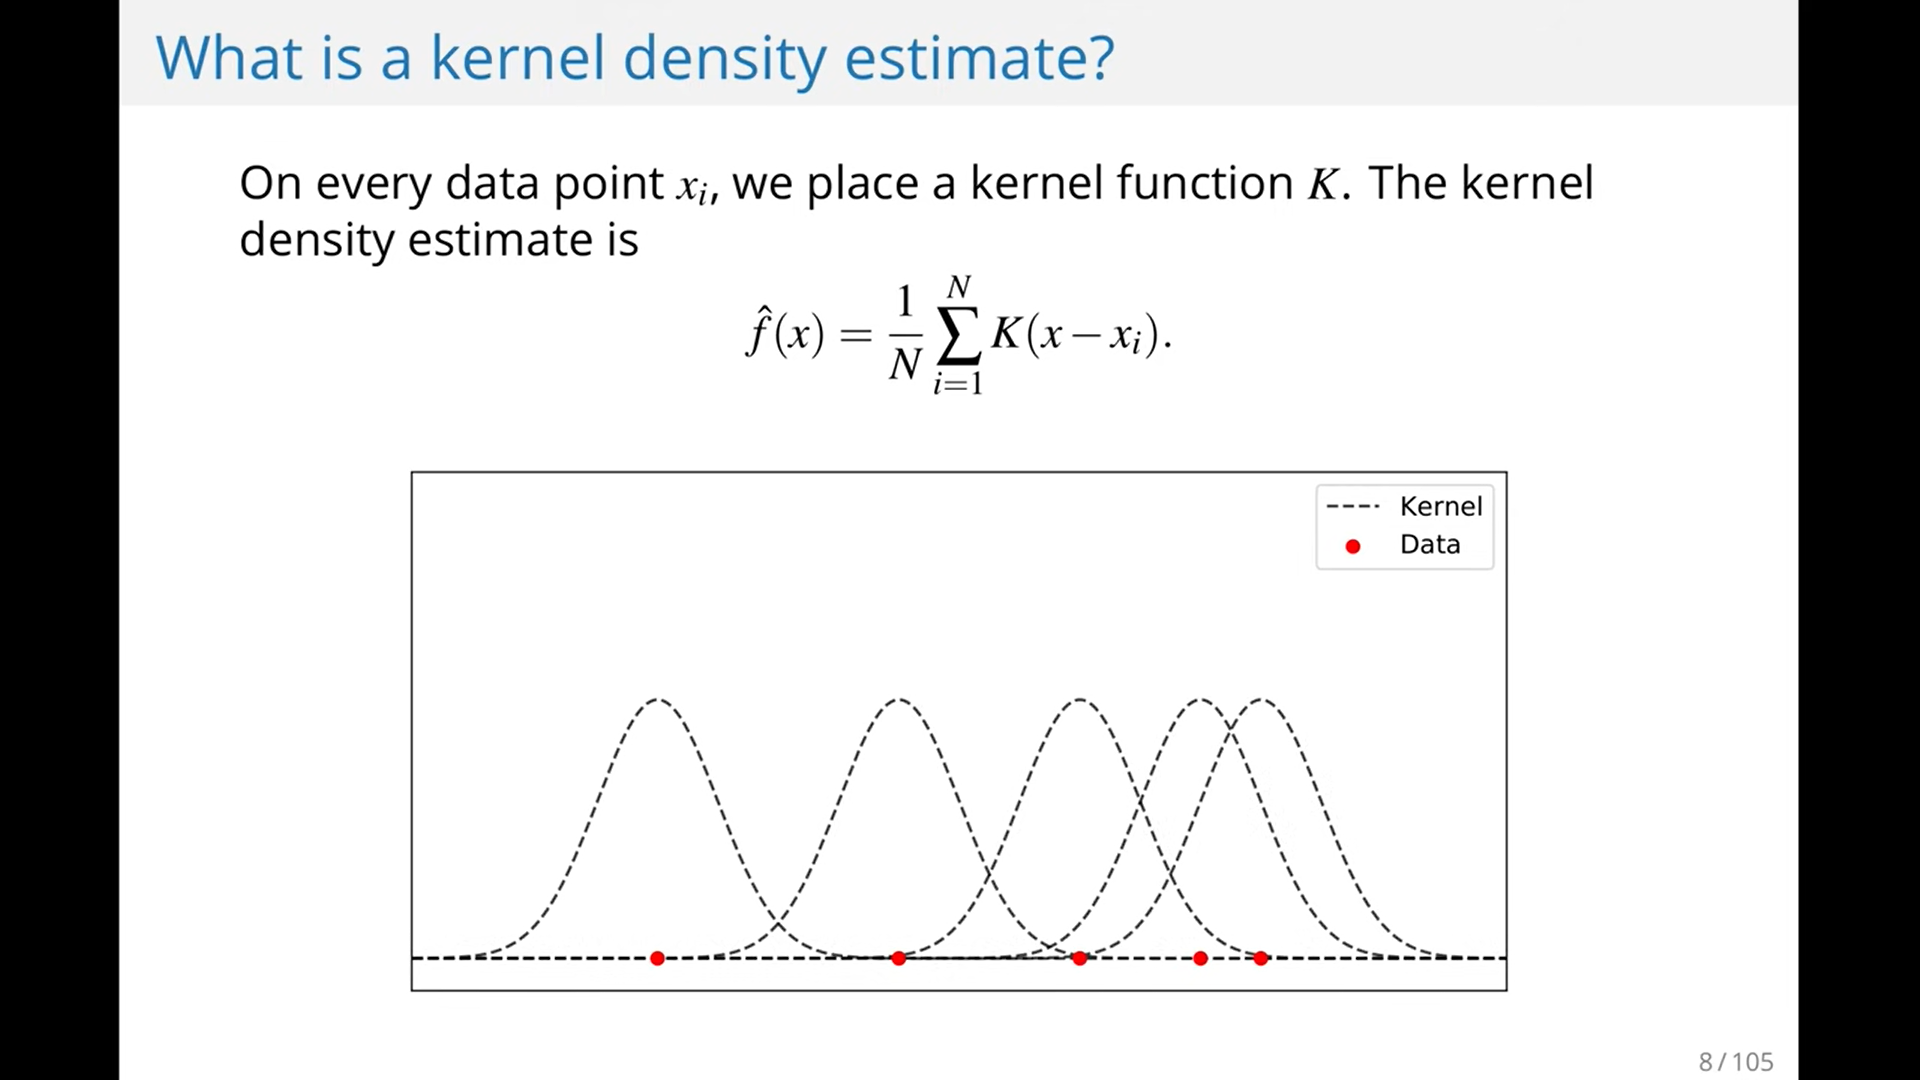 What is a kernel density estimate?
On every data point xᵢ, we place a kernel function K. The kernel
density estimate is
f̂(x) = 1/N ∑_{i=1}^{N} K(x − xᵢ).
Kernel
Data
8 / 105